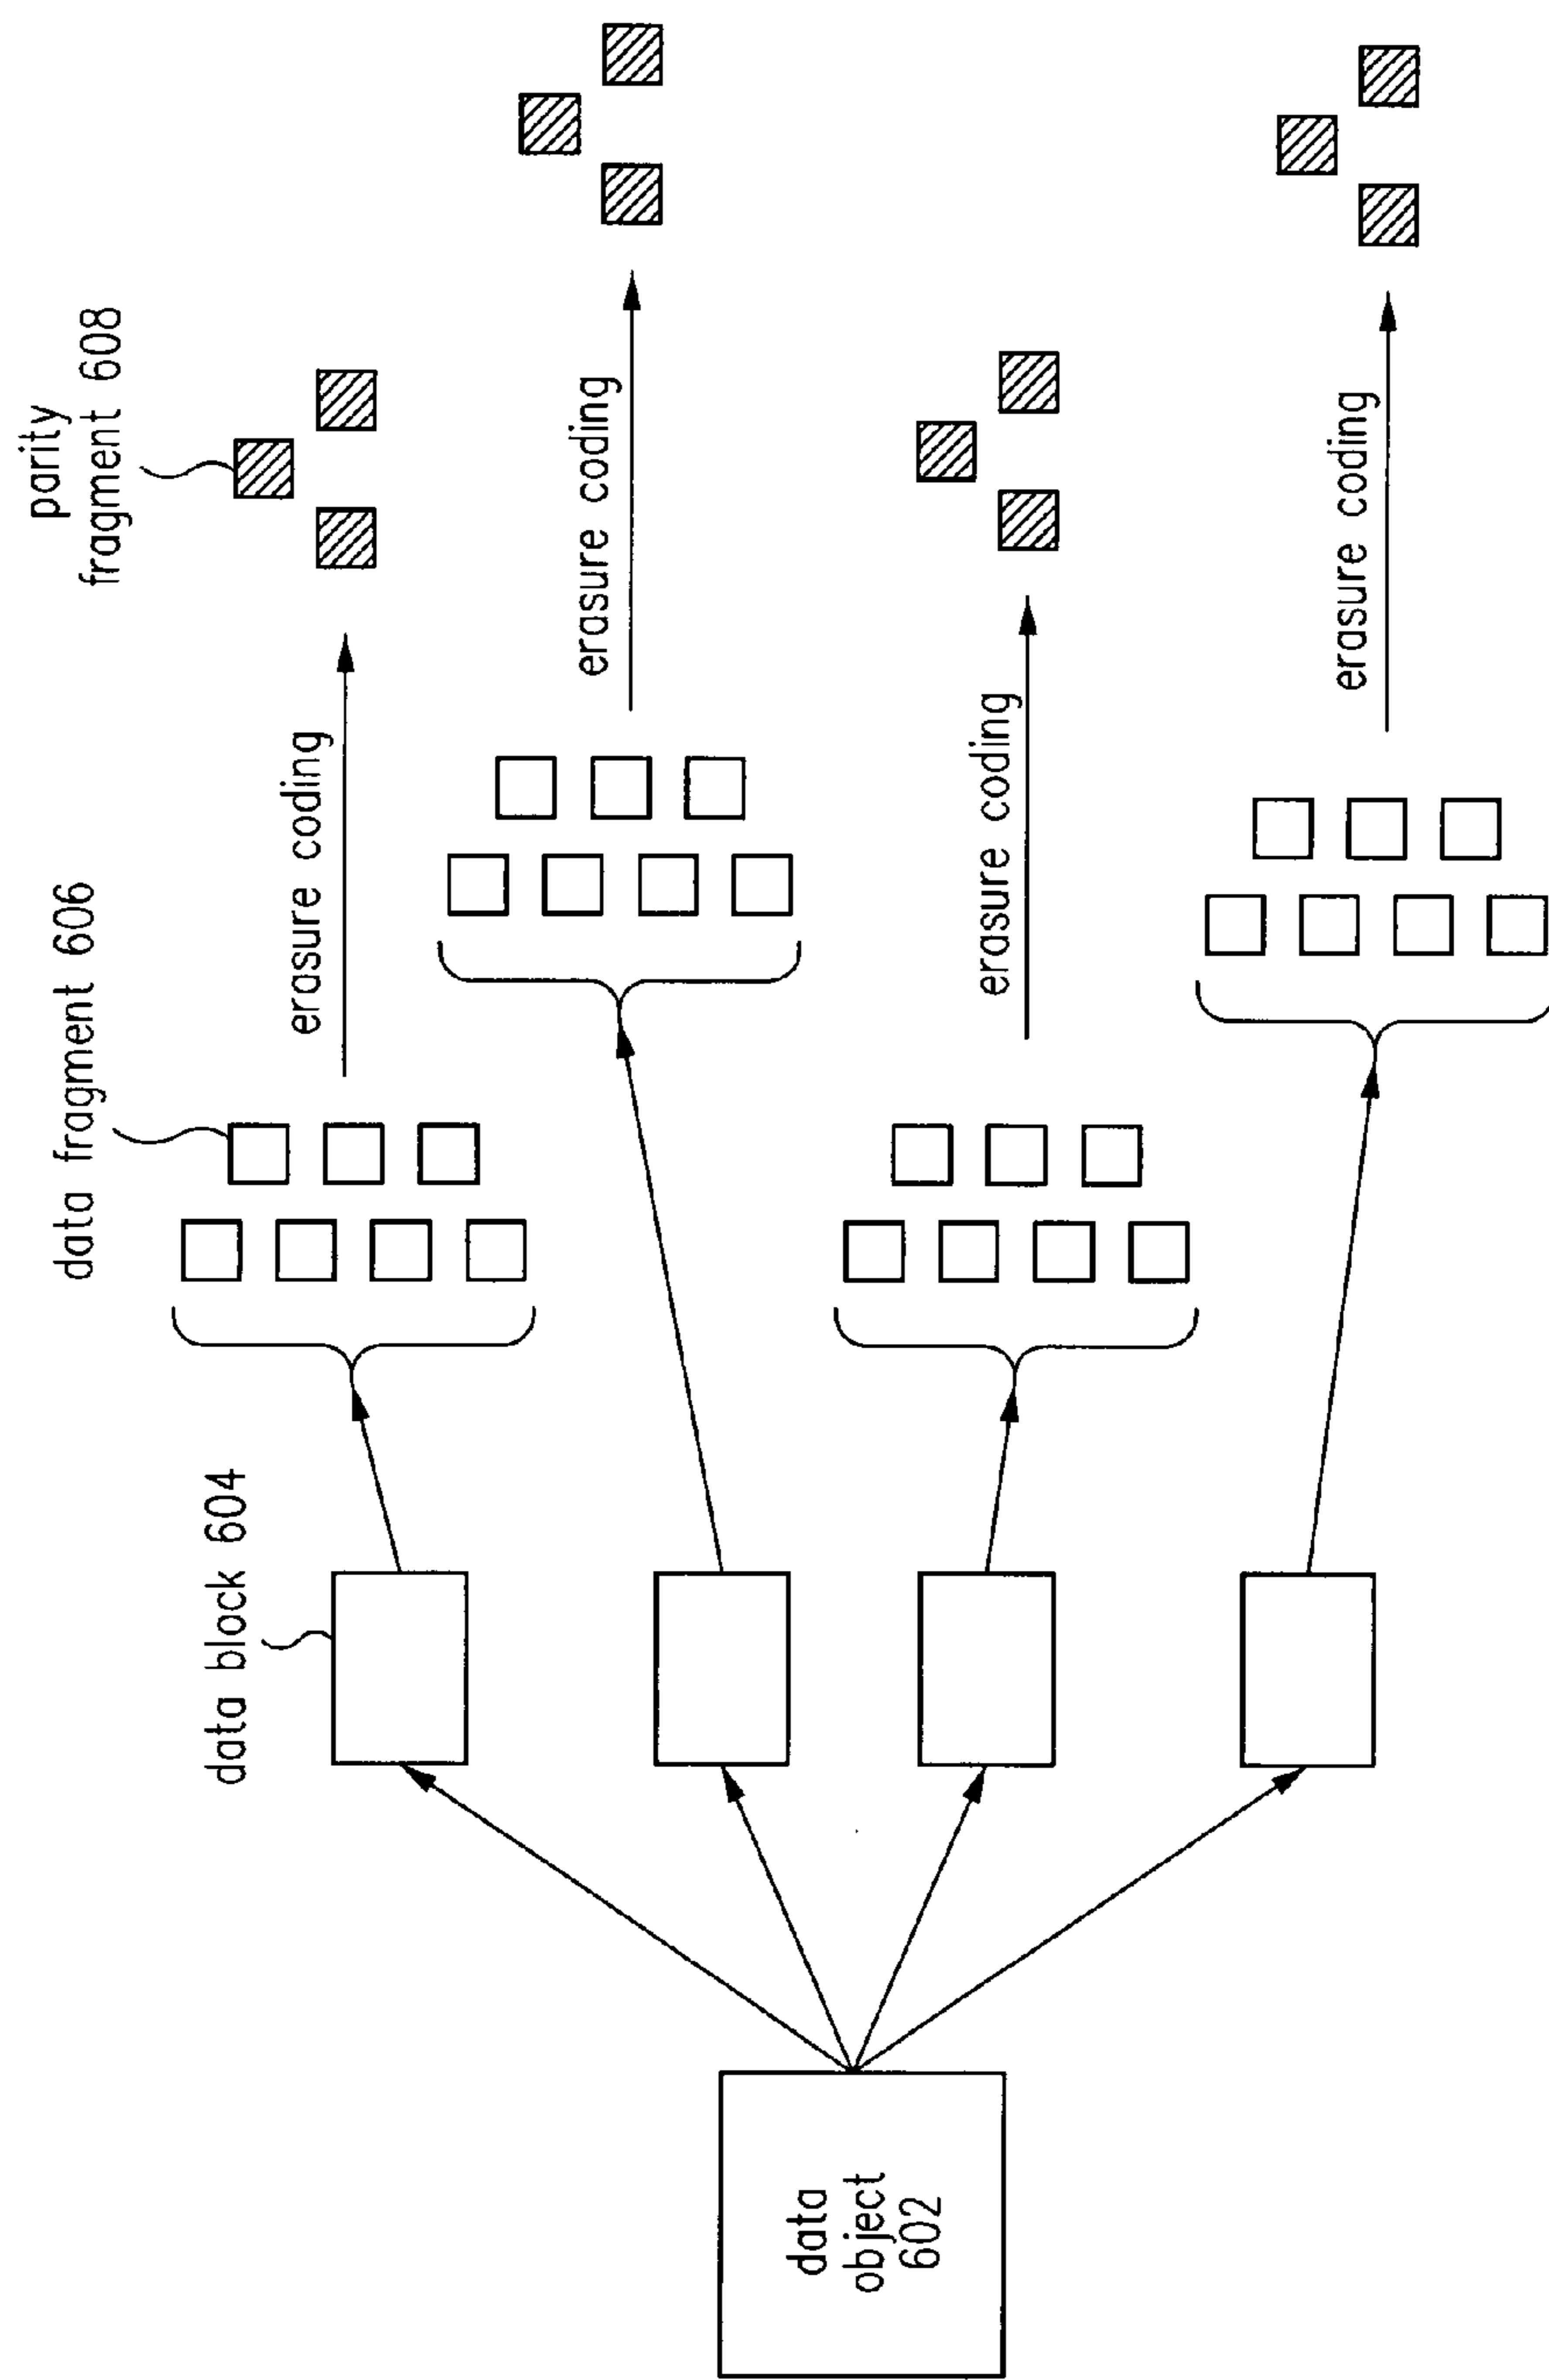 parity
fragment 608
data fragment 606
data block 604
erasure coding
erasure coding
erasure coding
erasure coding
data
object
602